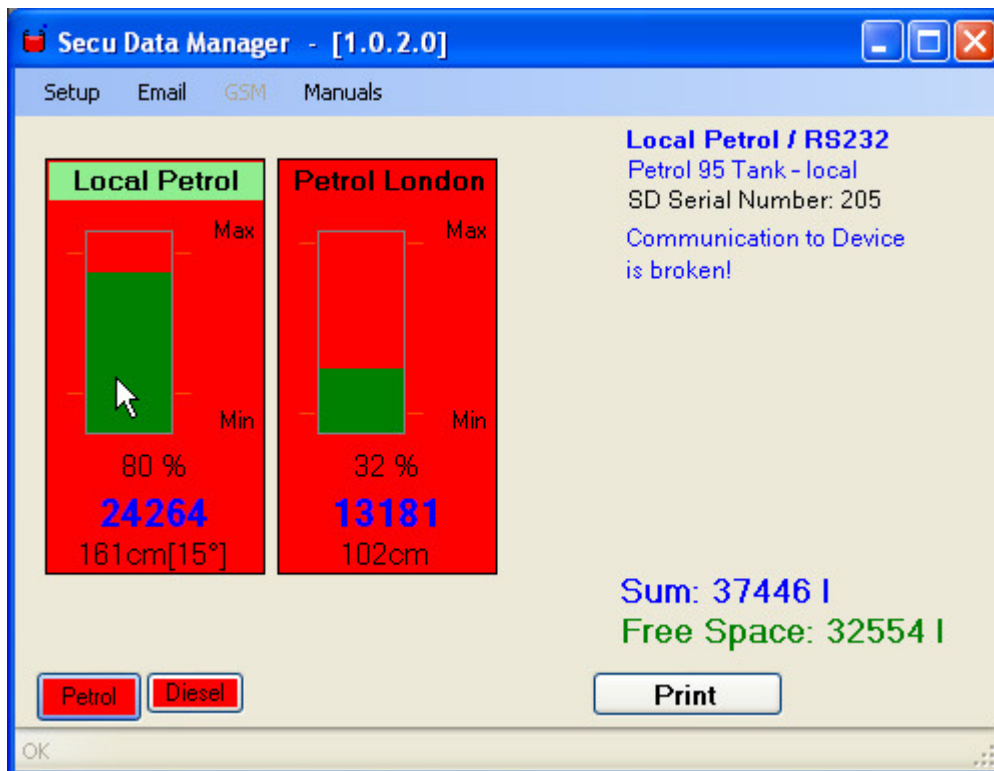 Secu Data Manager - [1.0.2.0]
Setup Email GSM Manuals
Local Petrol
Max
Min
80 %
24264
161cm[15°]
Petrol London
Max
Min
32 %
13181
102cm
Local Petrol / RS232
Petrol 95 Tank - local
SD Serial Number: 205
Communication to Device
is broken!
Sum: 37446 l
Free Space: 32554 l
Petrol Diesel
Print
OK